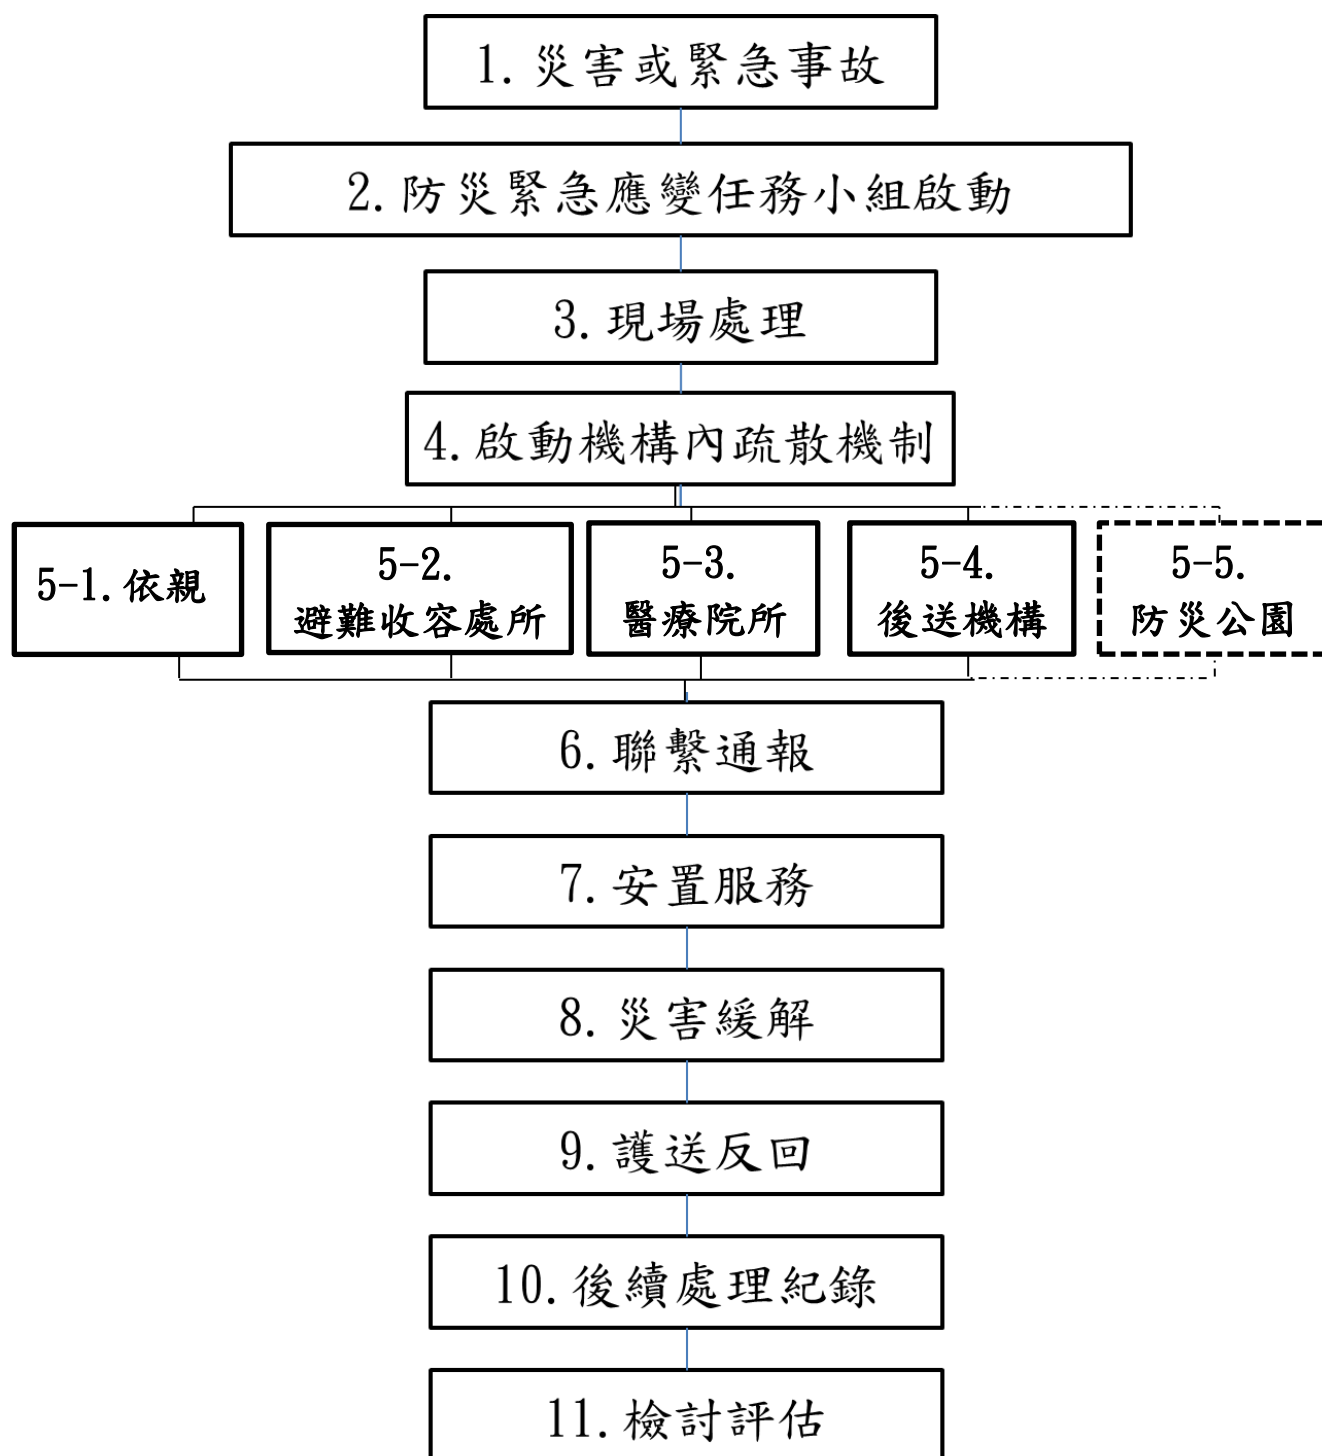 1.災害或緊急事故
2.防災緊急應變任務小組啟動
3.現場處理
4.啟動機構內疏散機制
5-1.依親
5-2.
避難收容處所
5-3.
醫療院所
5-4.
後送機構
5-5.
防災公園
6.聯繫通報
7.安置服務
8.災害緩解
9.護送反回
10.後續處理紀錄
11.檢討評估